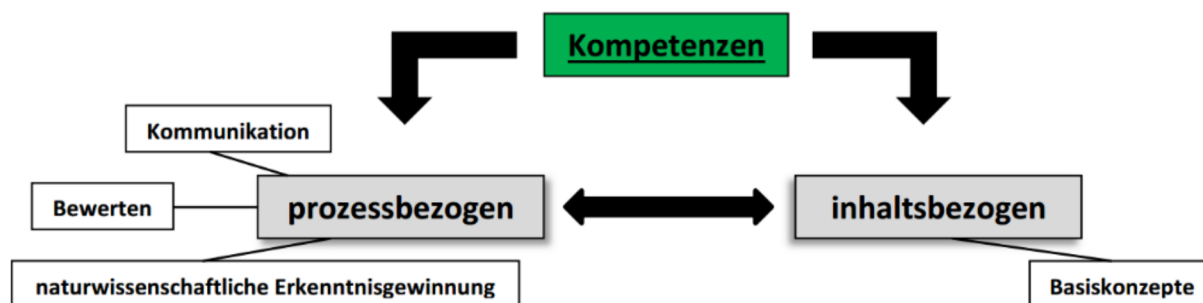 Kompetenzen
Kommunikation
Bewerten
prozessbezogen
inhaltsbezogen
naturwissenschaftliche Erkenntnisgewinnung
Basiskonzepte